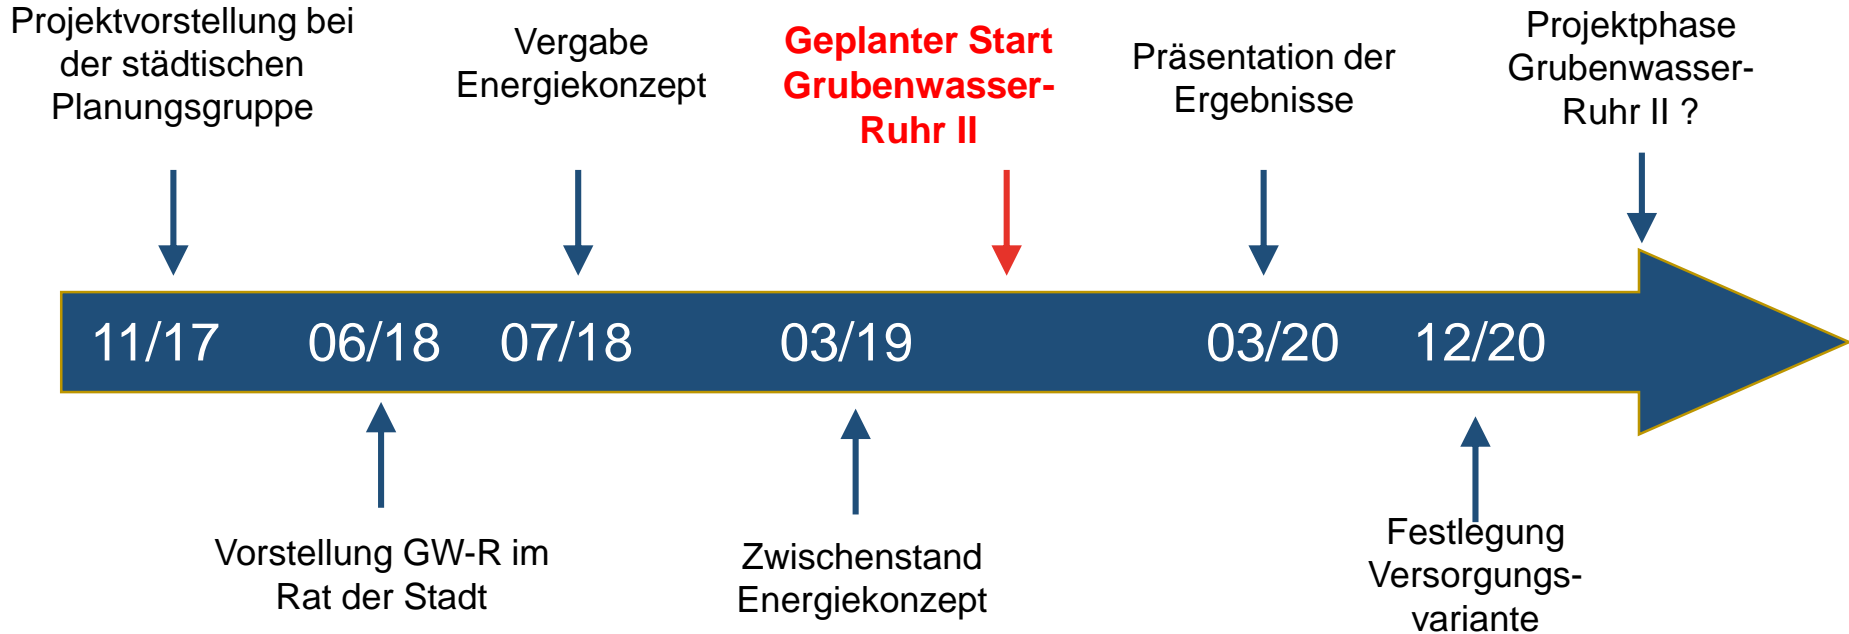 Projektvorstellung bei
der städtischen
Planungsgruppe
Vergabe
Energiekonzept
Geplanter Start
Grubenwasser-
Ruhr II
Präsentation der
Ergebnisse
Projektphase
Grubenwasser-
Ruhr II ?
11/17
06/18
07/18
03/19
03/20
12/20
Vorstellung GW-R im
Rat der Stadt
Zwischenstand
Energiekonzept
Festlegung
Versorgungs-
variante